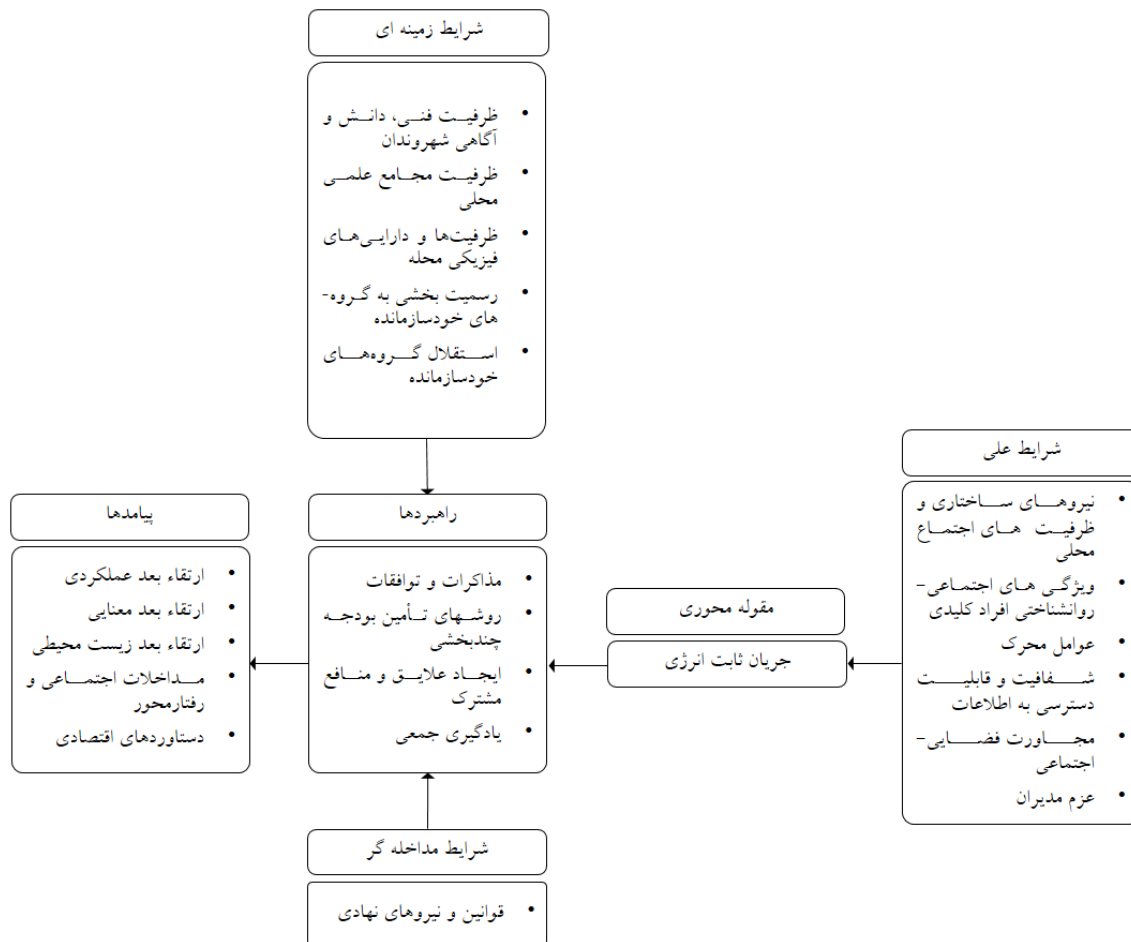 شرایط زمینه ای
ظرفیت فنی، دانش و
آگاهی شهروندان
ظرفیت مجامع علمی
محلی
ظرفیت‌ها و دارایی‌های
فیزیکی محله
رسمیت بخشی به گروه-
های خودسازمانده
استقلال گروه‌های
خودسازمانده
شرایط علی
نیروهای ساختاری و
ظرفیت های اجتماع
محلی
ویژگی های اجتماعی-
روانشناختی افراد کلیدی
عوامل محرک
شفافیت و قابلیت
دسترسی به اطلاعات
مجاورت فضایی-
اجتماعی
عزم مدیران
مقوله محوری
جریان ثابت انرژی
راهبردها
مذاکرات و توافقات
روشهای تأمین بودجه
چندبخشی
ایجاد علایق و منافع
مشترک
یادگیری جمعی
پیامدها
ارتقاء بعد عملکردی
ارتقاء بعد معنایی
ارتقاء بعد زیست محیطی
مداخلات اجتماعی و
رفتارمحور
دستاوردهای اقتصادی
شرایط مداخله گر
قوانین و نیروهای نهادی